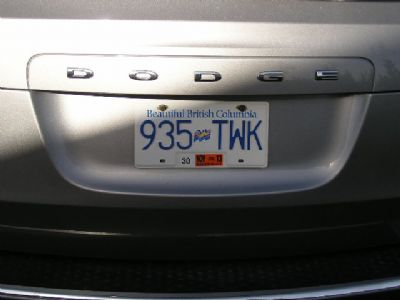 DODGE
Beautiful British Columbia
935 TWK
30